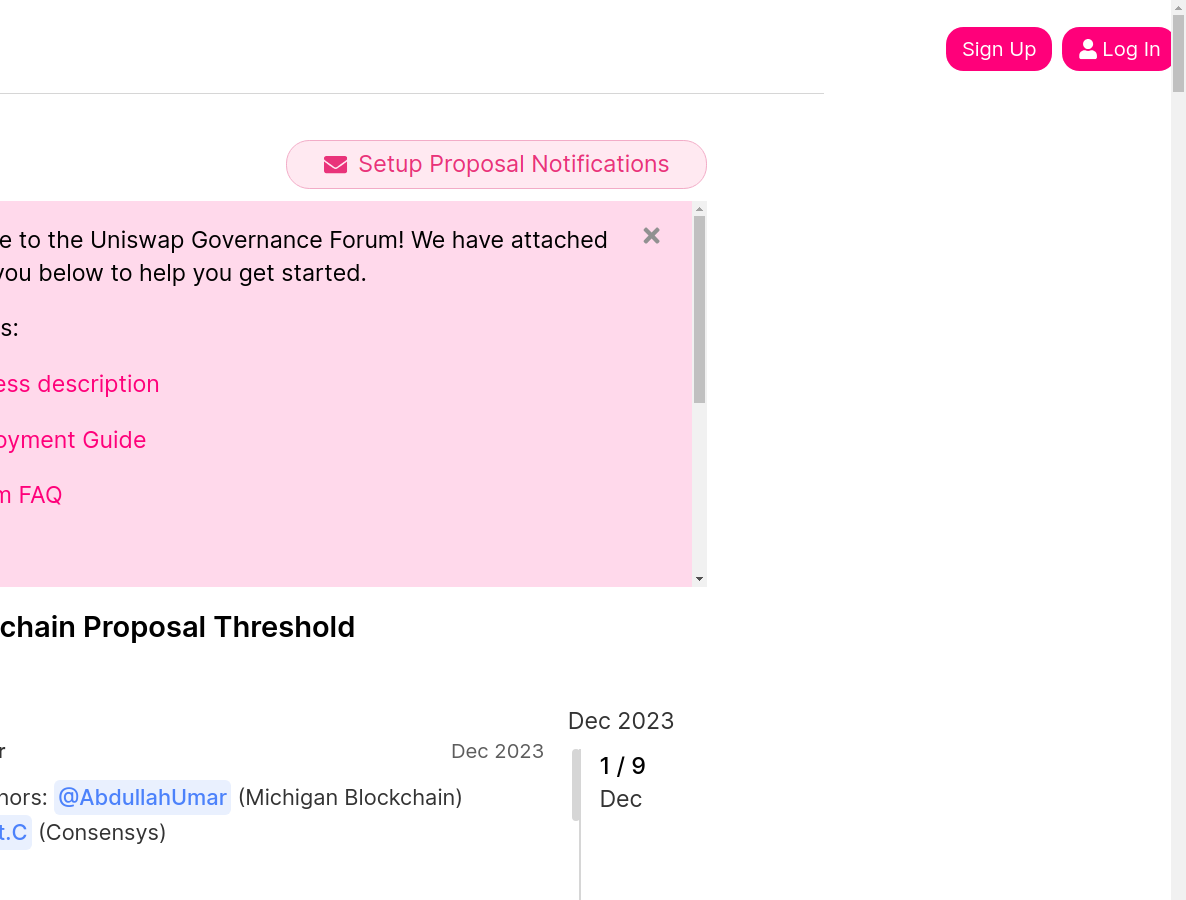 Sign Up
Log In
Setup Proposal Notifications
e to the Uniswap Governance Forum! We have attached
you below to help you get started.
s:
ess description
oyment Guide
m FAQ
chain Proposal Threshold
Dec 2023
r
Dec 2023
1 / 9
Dec
hors: @AbdullahUmar (Michigan Blockchain)
t.C (Consensys)